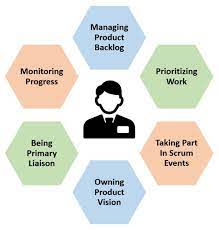 Managing
Product
Backlog
Monitoring
Progress
Prioritizing
Work
Being
Primary
Liaison
Taking Part
In Scrum
Events
Owning
Product
Vision